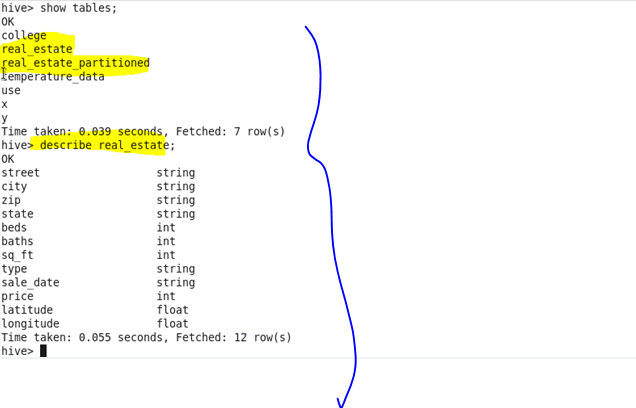 hive> show tables;
OK
college
real_estate
real_estate_partitioned
temperature_data
use
x
y
Time taken: 0.039 seconds, Fetched: 7 row(s)
hive> describe real_estate;
OK
street string
city string
zip string
state string
beds int
baths int
sq_ft int
type string
sale_date string
price int
latitude float
longitude float
Time taken: 0.055 seconds, Fetched: 12 row(s)
hive>